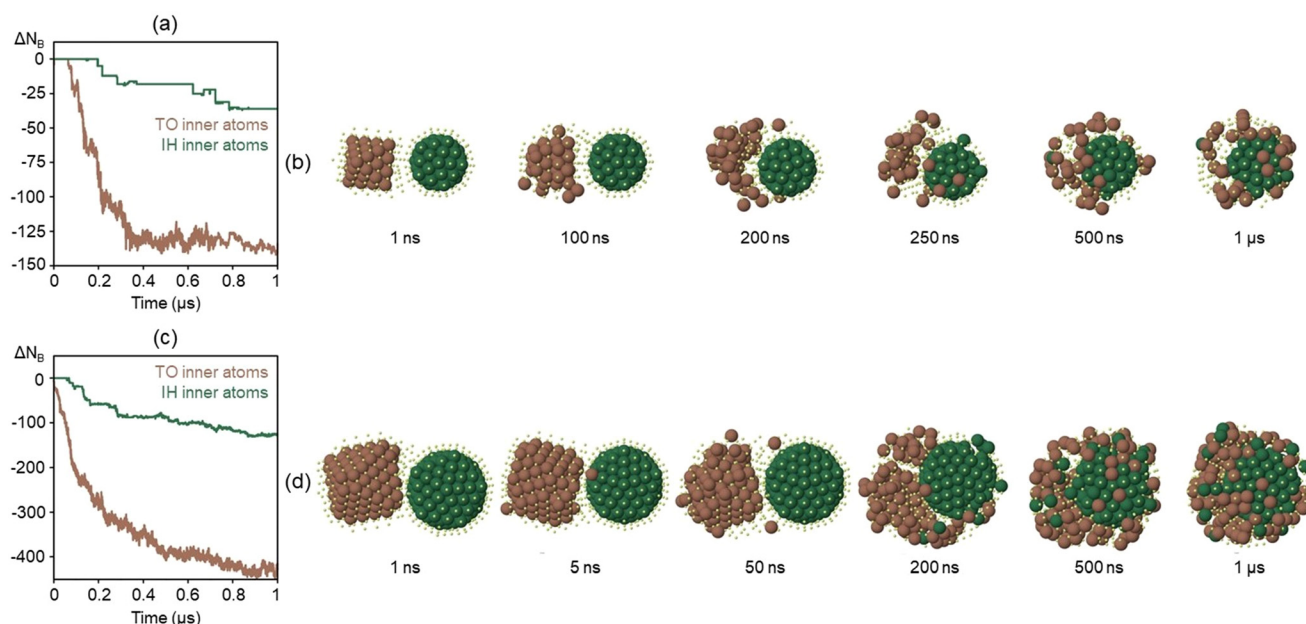 (a)
ΔN_B
0
-25
-50
-75
-100
-125
-150
TO inner atoms
IH inner atoms
0 0.2 0.4 0.6 0.8 1
Time (µs)
(b)
1 ns 100 ns 200 ns 250 ns 500 ns 1 µs
(c)
ΔN_B
0
-100
-200
-300
-400
TO inner atoms
IH inner atoms
0 0.2 0.4 0.6 0.8 1
Time (µs)
(d)
1 ns 5 ns 50 ns 200 ns 500 ns 1 µs